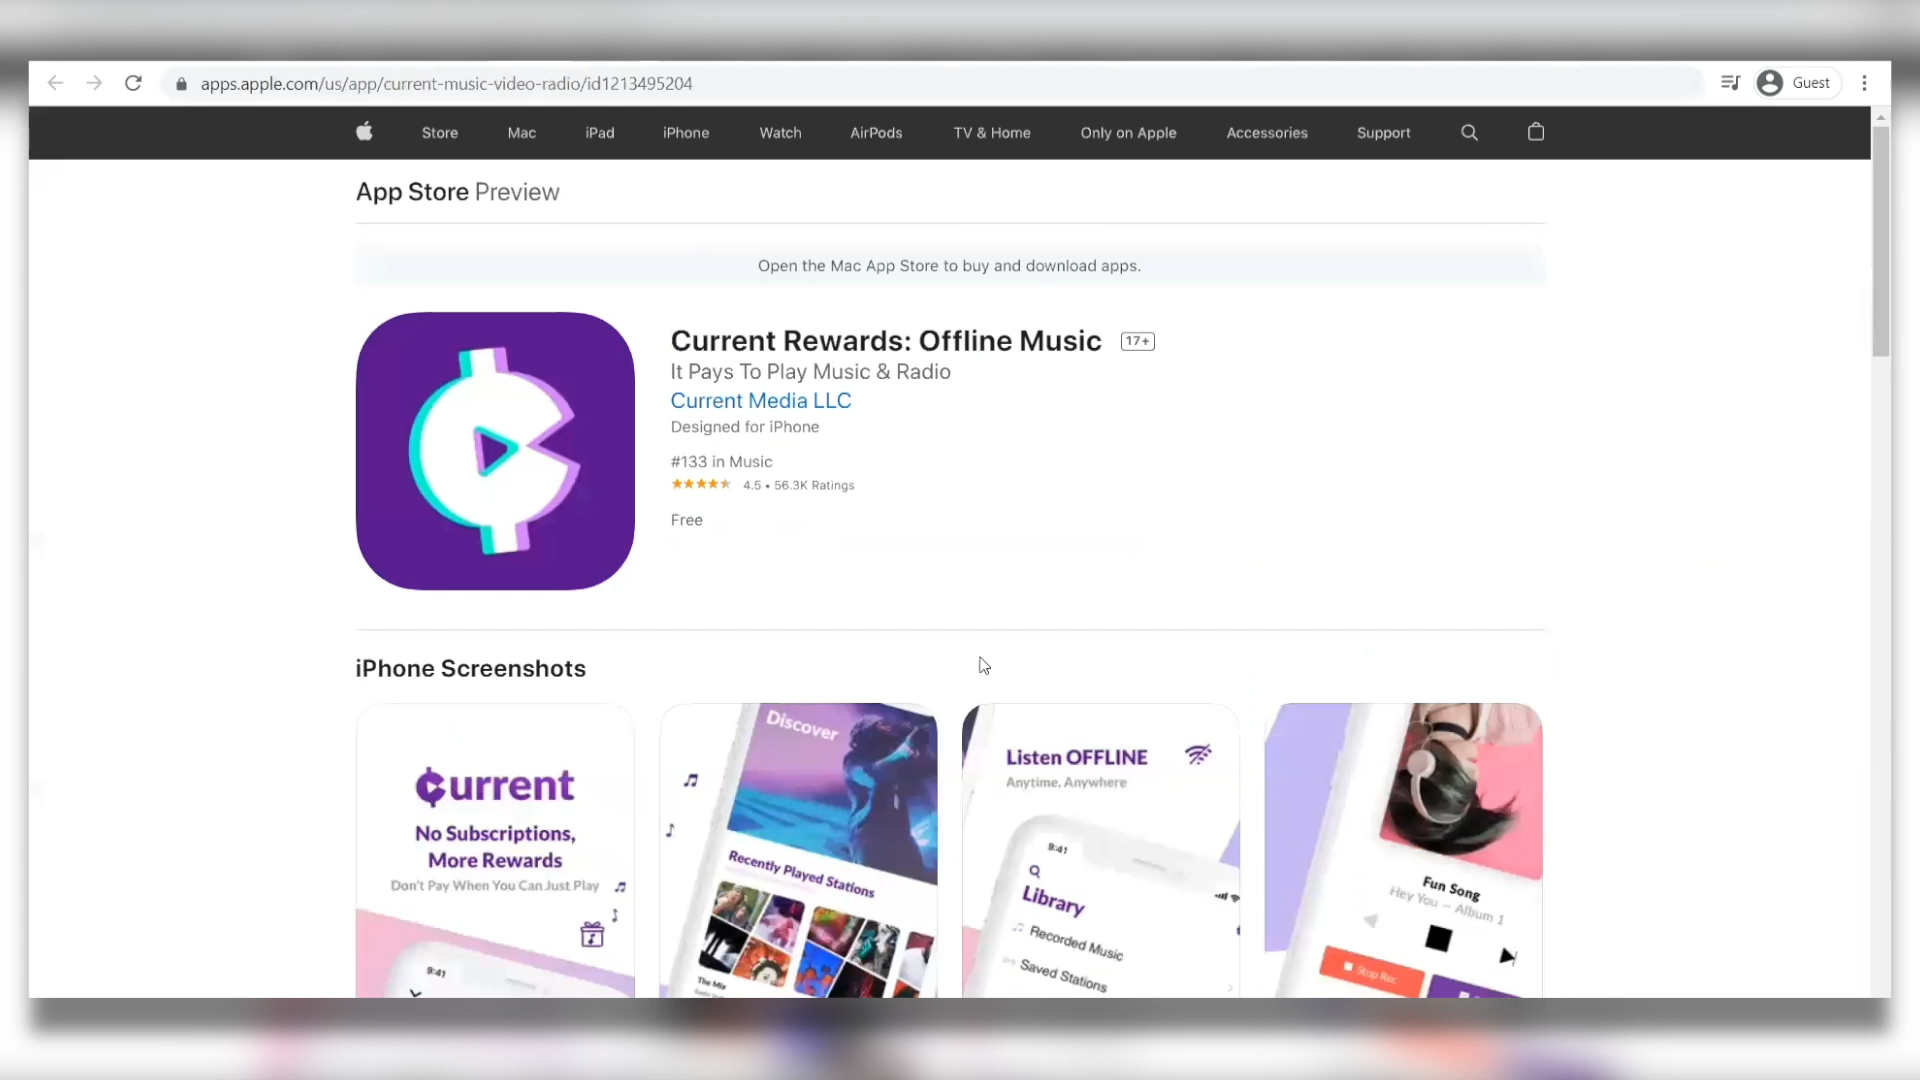 apps.apple.com/us/app/current-music-video-radio/id1213495204
Guest
Store Mac iPad iPhone Watch AirPods TV & Home Only on Apple Accessories Support
App Store Preview
Open the Mac App Store to buy and download apps.
Current Rewards: Offline Music 17+
It Pays To Play Music & Radio
Current Media LLC
Designed for iPhone
#133 in Music
4.5 • 56.3K Ratings
Free
iPhone Screenshots
Current
No Subscriptions,
More Rewards
Don't Pay When You Can Just Play
9:41
Discover
Recently Played Stations
The Mix
Listen OFFLINE
Anytime, Anywhere
9:41
Library
Recorded Music
Saved Stations
Fun Song
Hey You – Album 1
Stop Rec